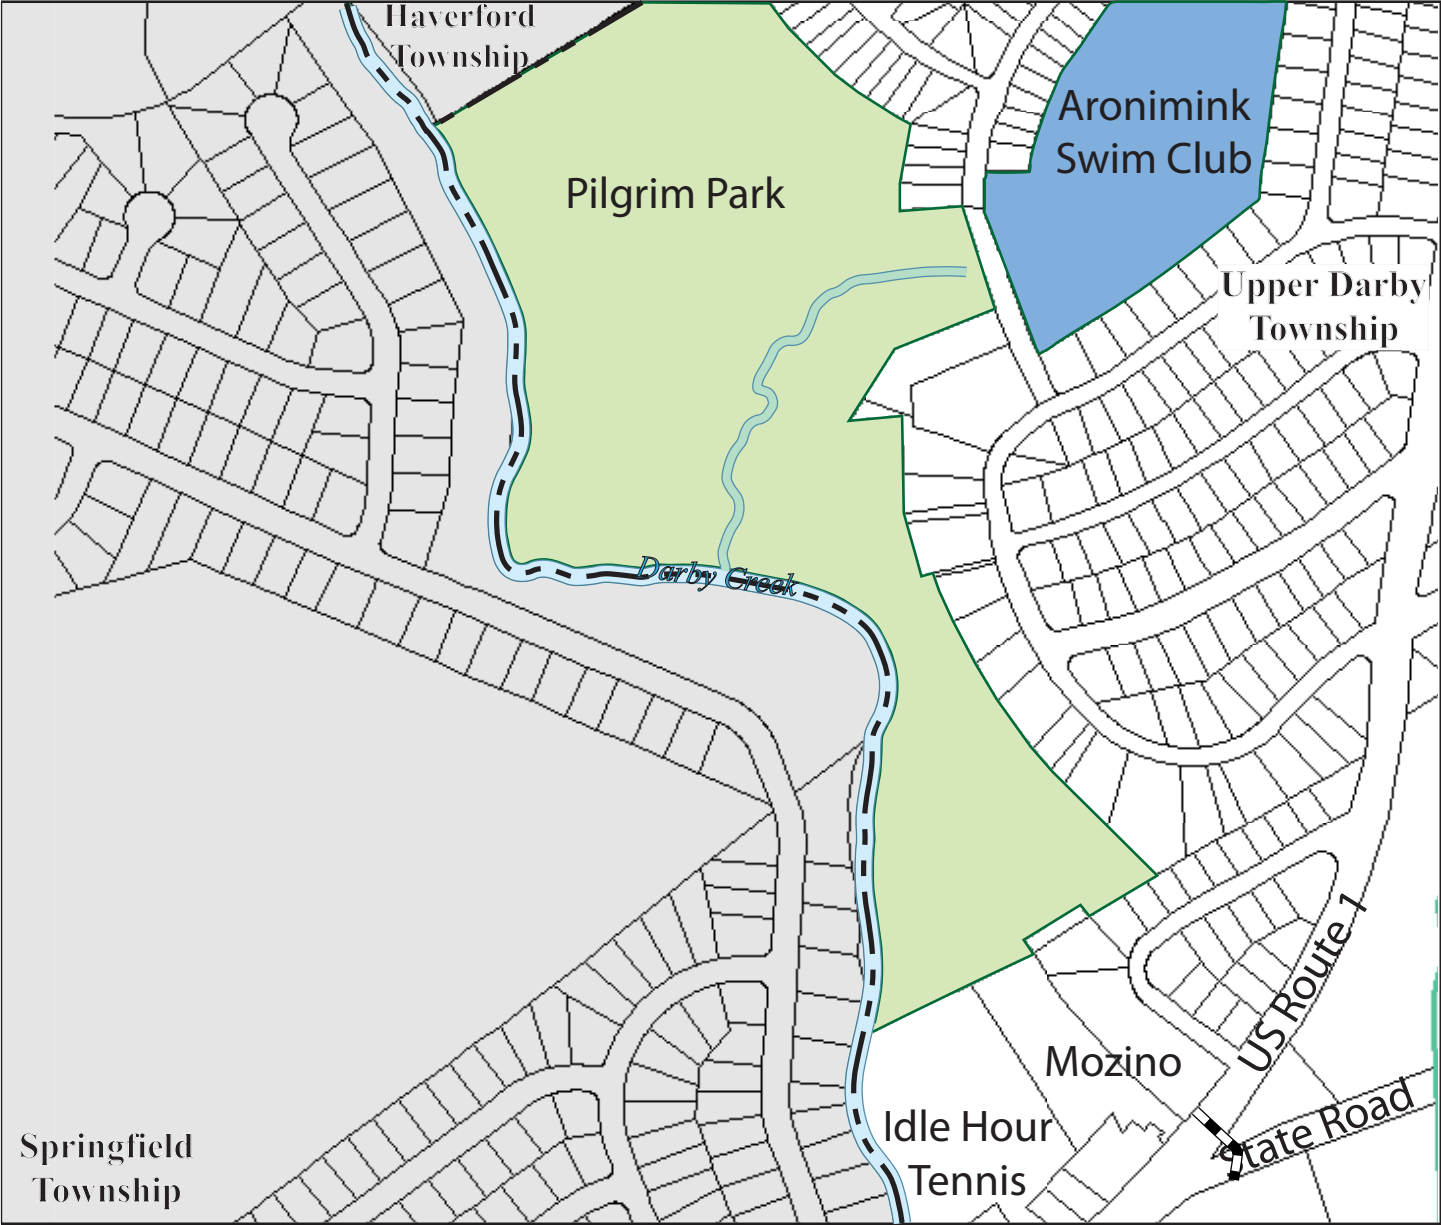 Haverford
Township
Aronimink
Swim Club
Pilgrim Park
Upper Darby
Township
Darby Creek
US Route 1
Mozino
State Road
Idle Hour
Tennis
Springfield
Township